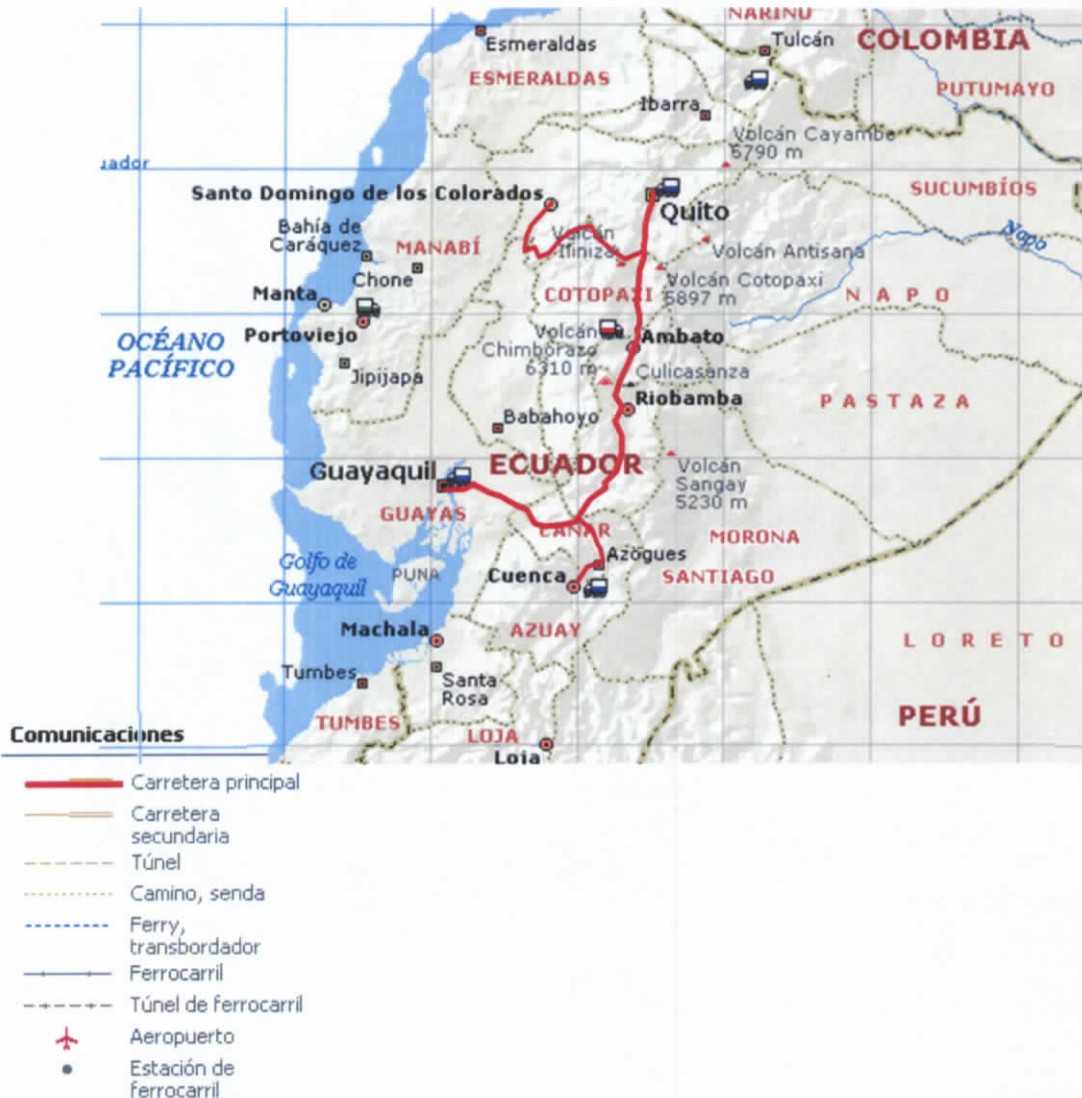 NARIÑO
Esmeraldas
Tulcán
COLOMBIA
ESMERALDAS
PUTUMAYO
Ibarra
Volcán Cayambe
5790 m
uador
Santo Domingo de los Colorados
SUCUMBÍOS
Quito
Bahía de
Caráquez
MANABÍ
Volcán
Iliniza
Napo
Volcán Antisana
Chone
Volcán Cotopaxi
5897 m
Manta
COTOPAXI
NAPO
OCÉANO
PACÍFICO
Portoviejo
Volcán
Chimborazo
6310 m
Ambato
Jipijapa
Culicasanza
Riobamba
PASTAZA
Babahoyo
Guayaquil
ECUADOR
Volcán
Sangay
5230 m
GUAYAS
CAÑAR
MORONA
SANTIAGO
Golfo de
Guayaquil
PUNA
Azogues
Cuenca
Machala
AZUAY
LORETO
Tumbes
Santa
Rosa
TUMBES
LOJA
PERÚ
Loja
Comunicaciones
Carretera principal
Carretera
secundaria
Túnel
Camino, senda
Ferry,
transbordador
Ferrocarril
Túnel de ferrocarril
Aeropuerto
Estación de
ferrocarril